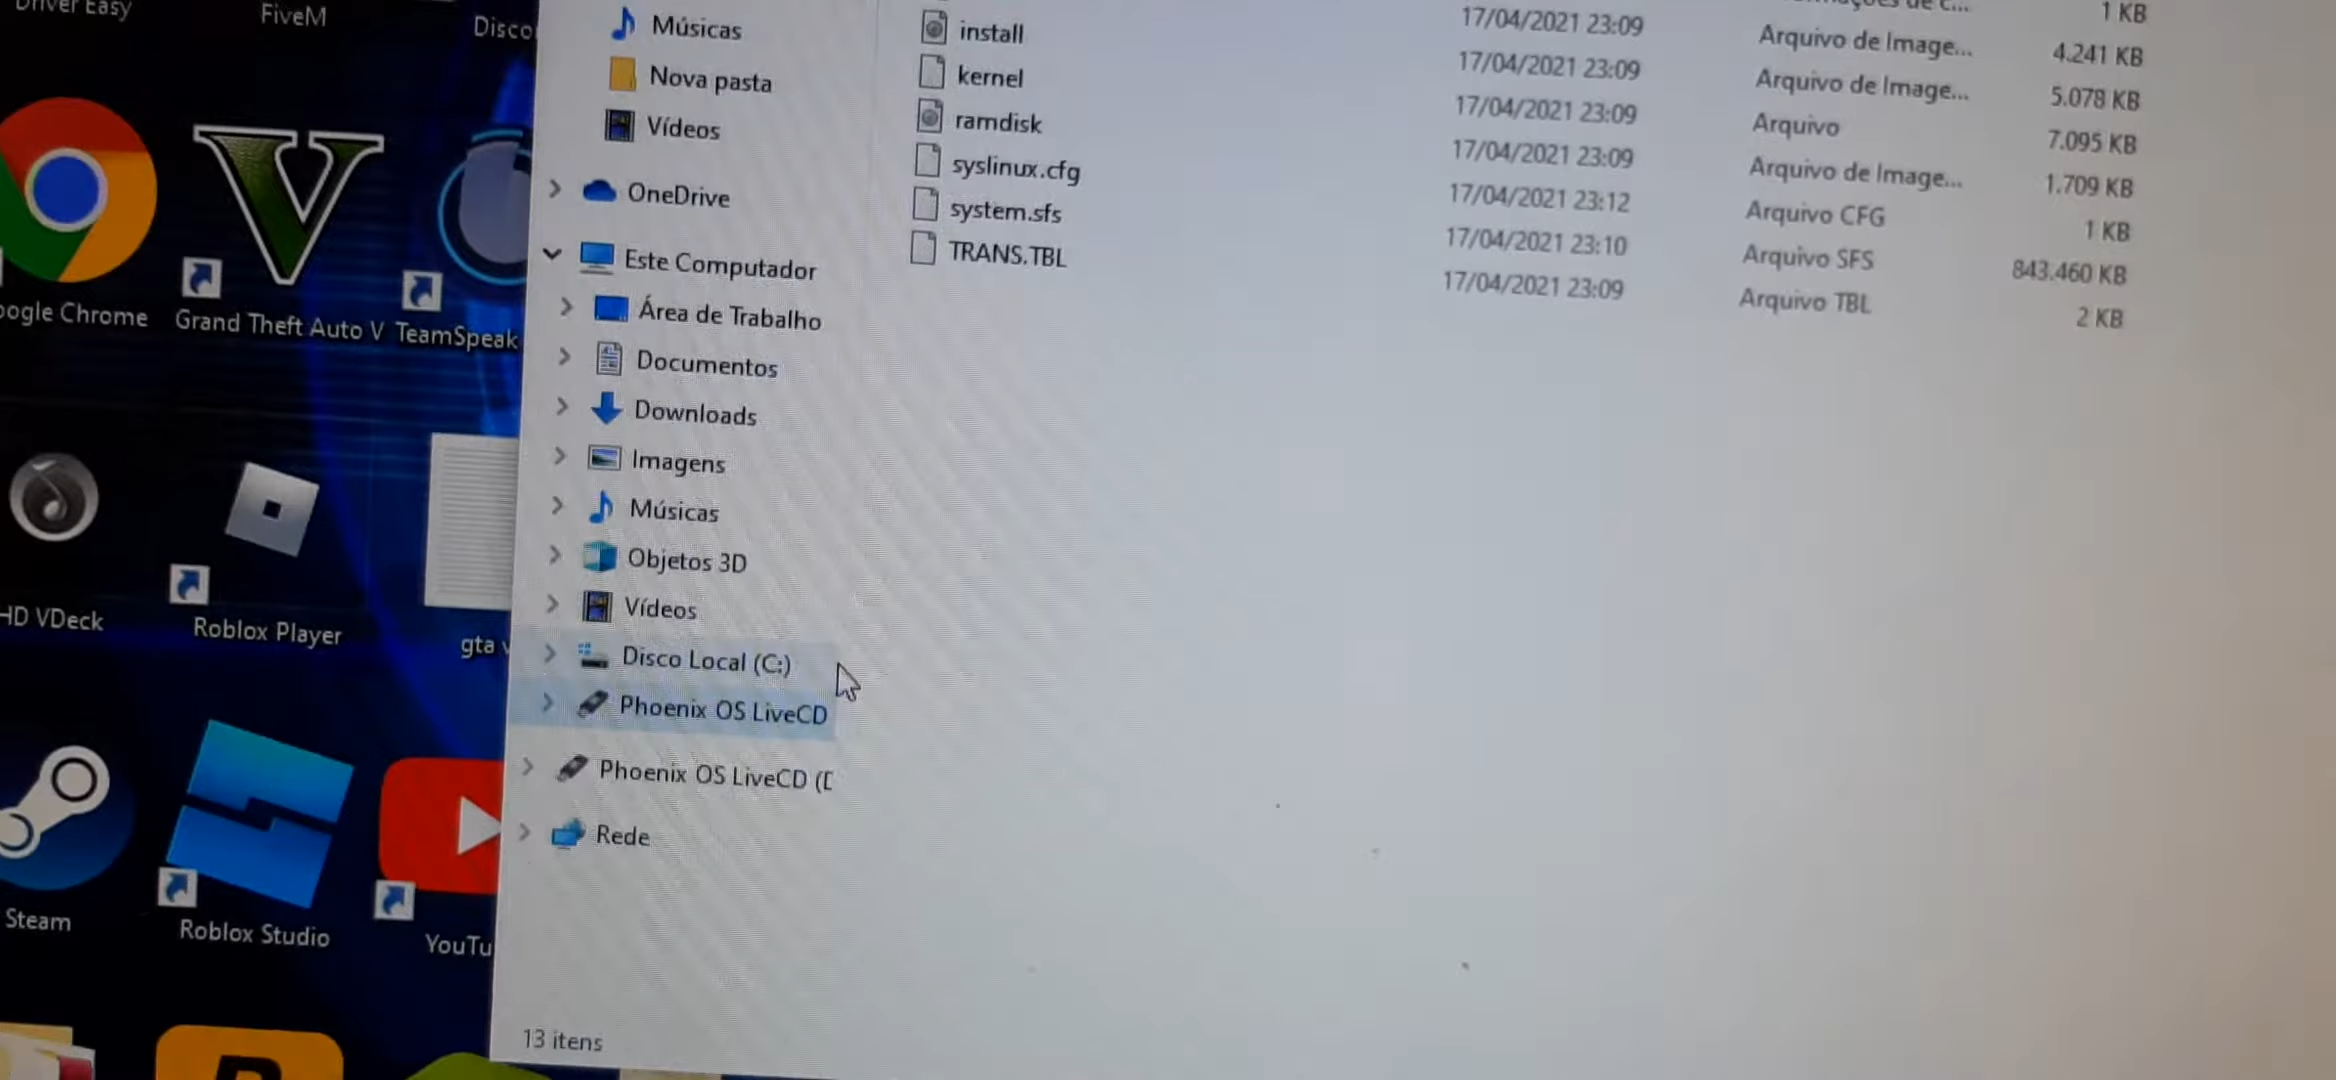 Driver Easy
FiveM
Disco
ogle Chrome
Grand Theft Auto V
TeamSpeak
HD VDeck
Roblox Player
gta v
Steam
Roblox Studio
YouTu
Músicas
Nova pasta
Vídeos
OneDrive
Este Computador
Área de Trabalho
Documentos
Downloads
Imagens
Músicas
Objetos 3D
Vídeos
Disco Local (C:)
Phoenix OS LiveCD
Phoenix OS LiveCD (D
Rede
13 itens
1 KB
install 17/04/2021 23:09 Arquivo de Image... 4.241 KB
kernel 17/04/2021 23:09 Arquivo de Image... 5.078 KB
ramdisk 17/04/2021 23:09 Arquivo 7.095 KB
syslinux.cfg 17/04/2021 23:09 Arquivo de Image... 1.709 KB
system.sfs 17/04/2021 23:12 Arquivo CFG 1 KB
TRANS.TBL 17/04/2021 23:10 Arquivo SFS 843.460 KB
17/04/2021 23:09 Arquivo TBL 2 KB